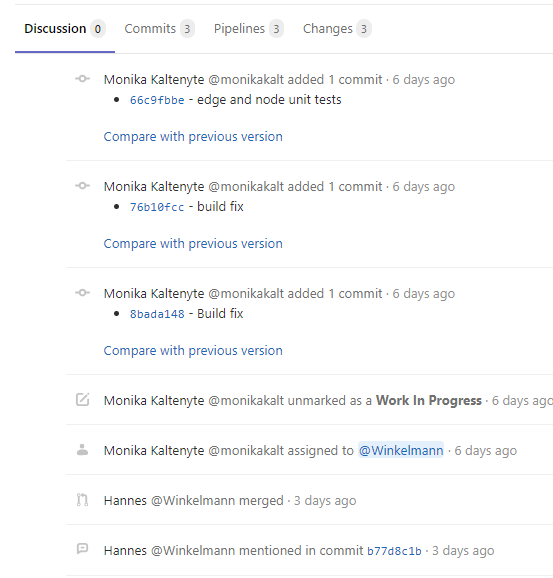 Discussion 0 Commits 3 Pipelines 3 Changes 3
Monika Kaltenyte @monikakalt added 1 commit · 6 days ago
• 66c9fbbe - edge and node unit tests
Compare with previous version
Monika Kaltenyte @monikakalt added 1 commit · 6 days ago
• 76b10fcc - build fix
Compare with previous version
Monika Kaltenyte @monikakalt added 1 commit · 6 days ago
• 8bada148 - Build fix
Compare with previous version
Monika Kaltenyte @monikakalt unmarked as a Work In Progress · 6 days ago
Monika Kaltenyte @monikakalt assigned to @Winkelmann · 6 days ago
Hannes @Winkelmann merged · 3 days ago
Hannes @Winkelmann mentioned in commit b77d8c1b · 3 days ago